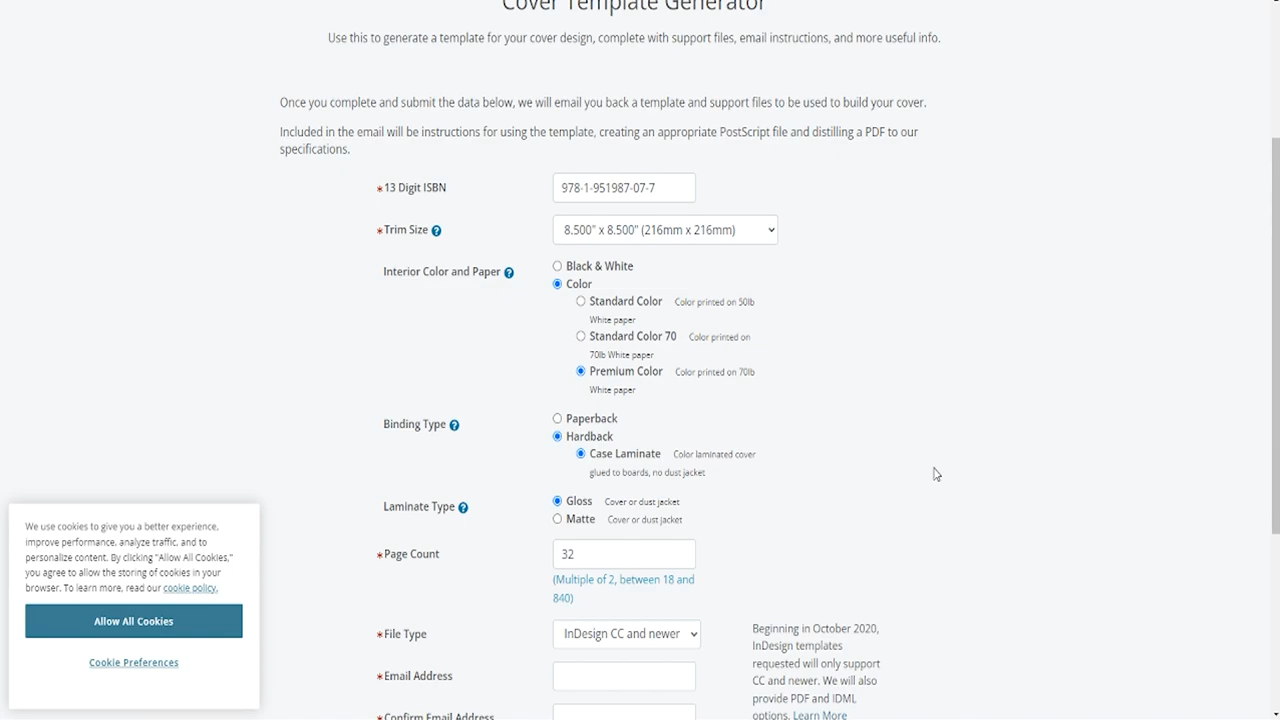 Cover Template Generator
Use this to generate a template for your cover design, complete with support files, email instructions, and more useful info.
Once you complete and submit the data below, we will email you back a template and support files to be used to build your cover.
Included in the email will be instructions for using the template, creating an appropriate PostScript file and distilling a PDF to our
specifications.
*13 Digit ISBN
978-1-951987-07-7
*Trim Size ?
8.500" x 8.500" (216mm x 216mm)
Interior Color and Paper ?
Black & White
Color
Standard Color Color printed on 50lb
White paper
Standard Color 70 Color printed on
70lb White paper
Premium Color Color printed on 70lb
White paper
Binding Type ?
Paperback
Hardback
Case Laminate Color laminated cover
glued to boards, no dust jacket
Laminate Type ?
Gloss Cover or dust jacket
Matte Cover or dust jacket
*Page Count
32
(Multiple of 2, between 18 and
840)
*File Type
InDesign CC and newer
Beginning in October 2020,
InDesign templates
requested will only support
CC and newer. We will also
provide PDF and IDML
options. Learn More
*Email Address
*Confirm Email Address
We use cookies to give you a better experience,
improve performance, analyze traffic, and to
personalize content. By clicking "Allow All Cookies,"
you agree to allow the storing of cookies in your
browser. To learn more, read our cookie policy.
Allow All Cookies
Cookie Preferences